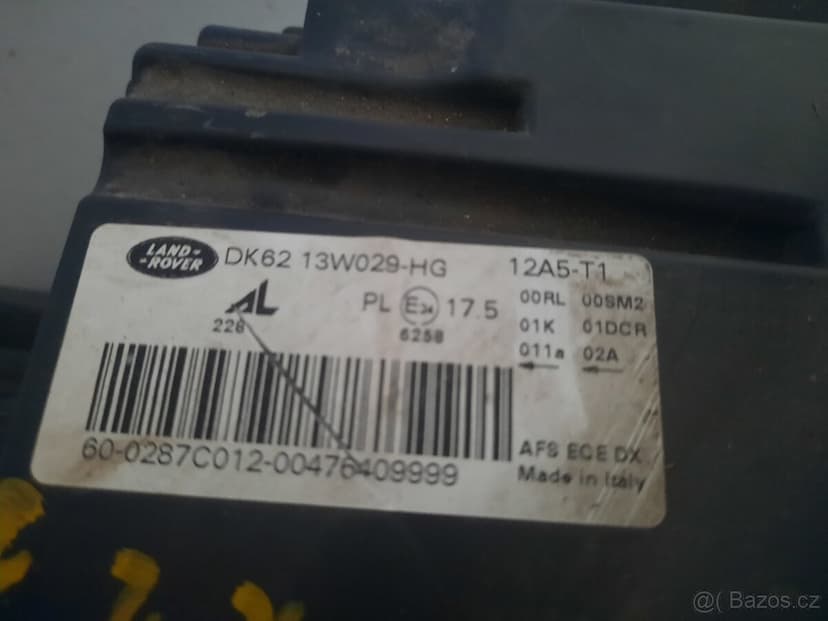 LAND-
-ROVER
DK62 13W029-HG 12A5-T1
AL
228
PL E34 17.5
6258
00RL 00SM2
01K 01DCR
011a 02A
60-0287C012-00476409999
AFS ECE DX
Made in Italy
@( Bazos.cz